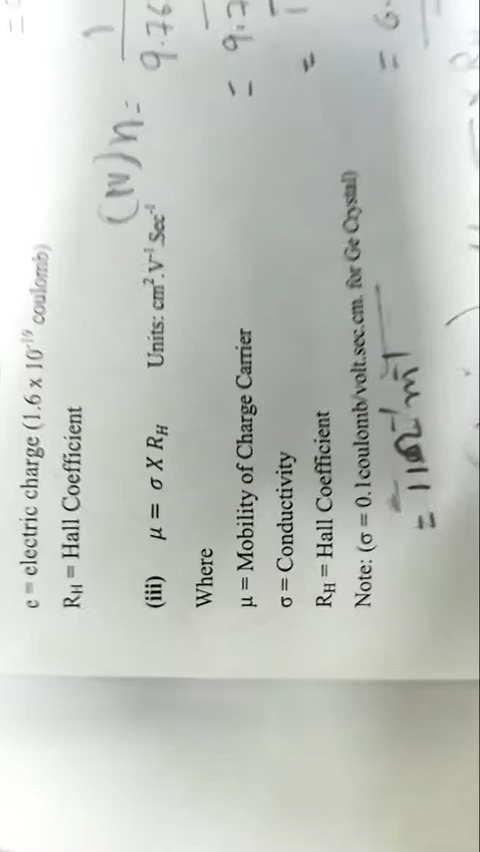 e = electric charge (1.6 x 10⁻¹⁹ coulomb)
R_H = Hall Coefficient
(iii) μ = σ X R_H Units: cm².V⁻¹.Sec⁻¹
Where
μ = Mobility of Charge Carrier
σ = Conductivity
R_H = Hall Coefficient
Note: (σ = 0.1coulomb/volt.sec.cm. for Ge Crystal)
n =
1
9.76
= 9.7
=
= 6.